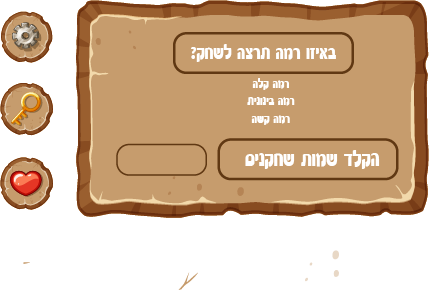 באיזו רמה תרצה לשחק?
רמה קלה
רמה בינונית
רמה קשה
הקלד שמות שחקנים